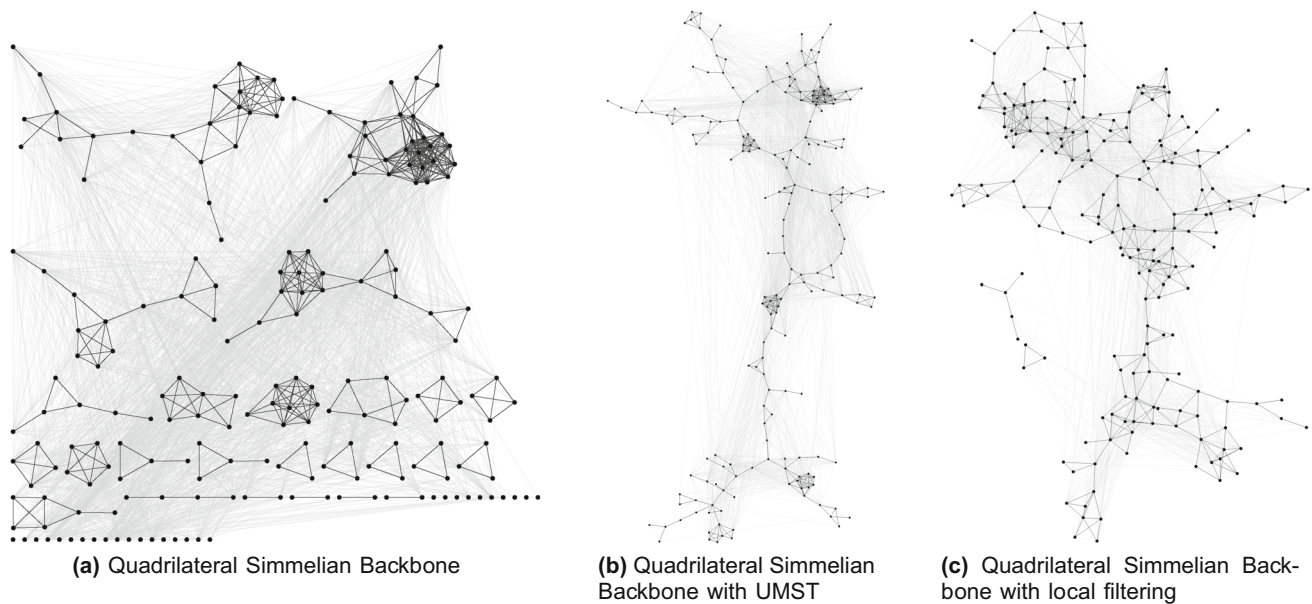 (a) Quadrilateral Simmelian Backbone
(b) Quadrilateral Simmelian
Backbone with UMST
(c) Quadrilateral Simmelian Back-
bone with local filtering